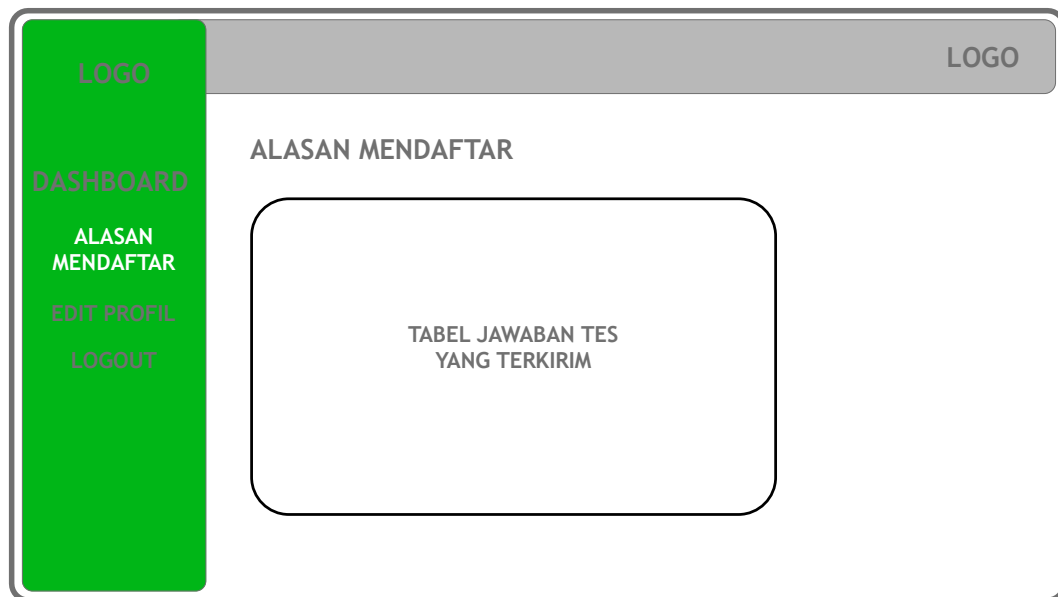 LOGO
DASHBOARD
ALASAN
MENDAFTAR
EDIT PROFIL
LOGOUT
LOGO
ALASAN MENDAFTAR
TABEL JAWABAN TES
YANG TERKIRIM